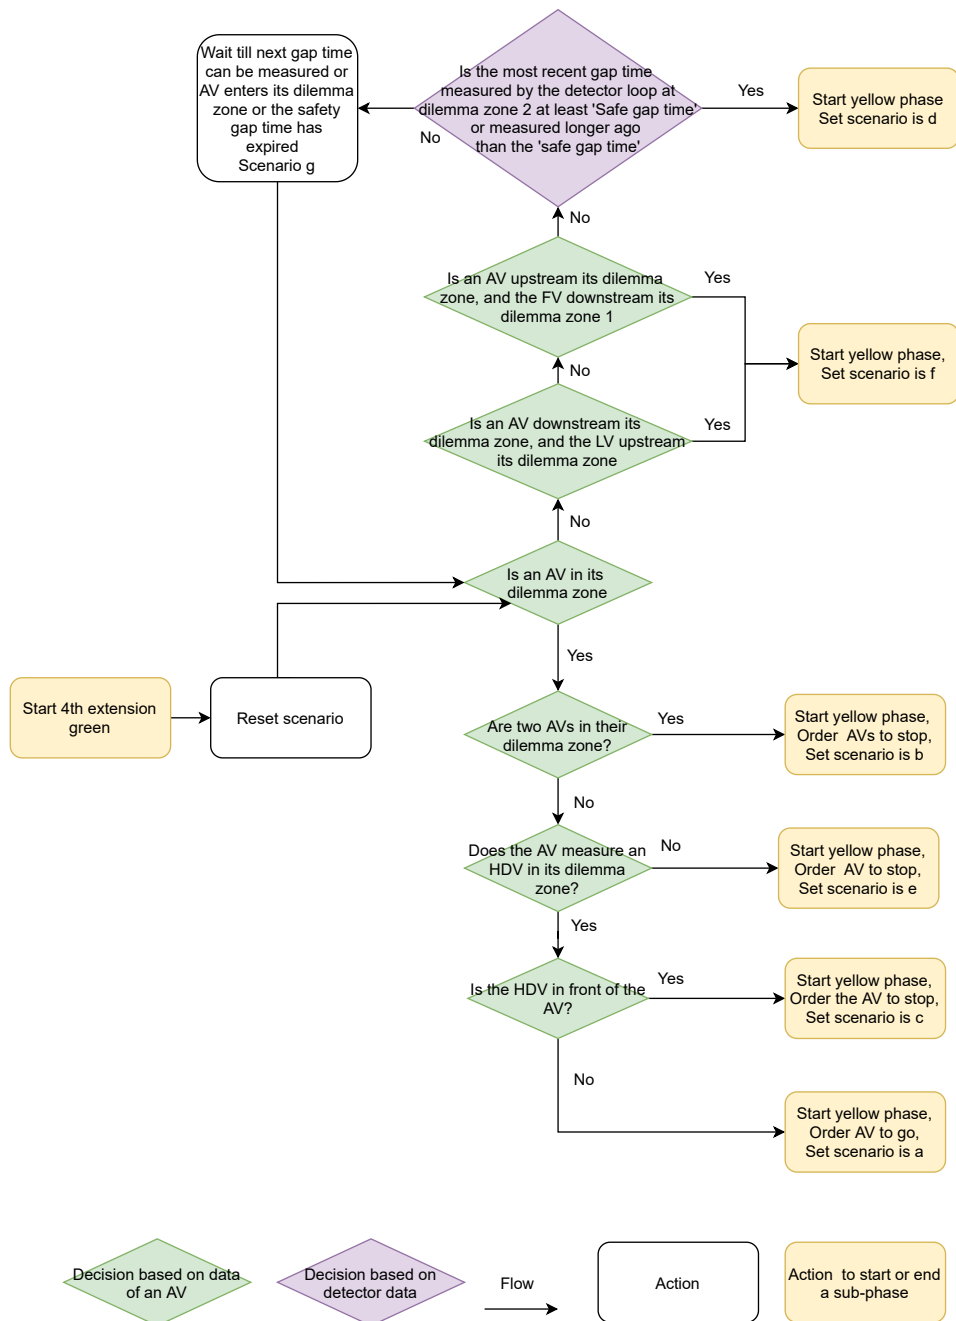 Wait till next gap time
can be measured or
AV enters its dilemma
zone or the safety
gap time has
expired
Scenario g
Is the most recent gap time
measured by the detector loop at
dilemma zone 2 at least 'Safe gap time'
or measured longer ago
than the 'safe gap time'
Yes
Start yellow phase
Set scenario is d
No
No
Is an AV upstream its dilemma
zone, and the FV downstream its
dilemma zone 1
Yes
Start yellow phase,
Set scenario is f
No
Is an AV downstream its
dilemma zone, and the LV upstream
its dilemma zone
Yes
No
Is an AV in its
dilemma zone
Yes
Start 4th extension
green
Reset scenario
Are two AVs in their
dilemma zone?
Yes
Start yellow phase,
Order  AVs to stop,
Set scenario is b
No
Does the AV measure an
HDV in its dilemma
zone?
No
Start yellow phase,
Order  AV to stop,
Set scenario is e
Yes
Is the HDV in front of the
AV?
Yes
Start yellow phase,
Order the AV to stop,
Set scenario is c
No
Start yellow phase,
Order AV to go,
Set scenario is a
Decision based on data
of an AV
Decision based on
detector data
Flow
Action
Action  to start or end
a sub-phase